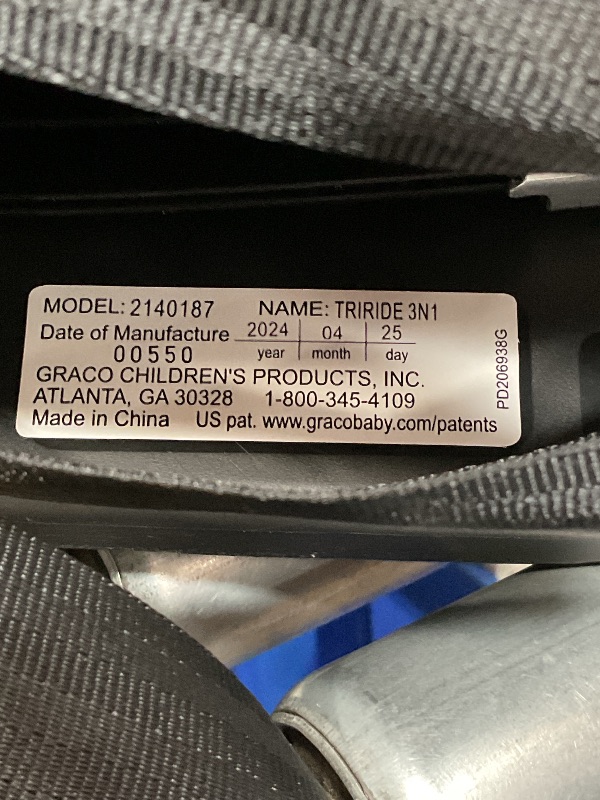 MODEL: 2140187 NAME: TRIRIDE 3N1
Date of Manufacture 2024 04 25
00550 year month day
GRACO CHILDREN'S PRODUCTS, INC.
ATLANTA, GA 30328 1-800-345-4109
Made in China US pat. www.gracobaby.com/patents
PD206938G